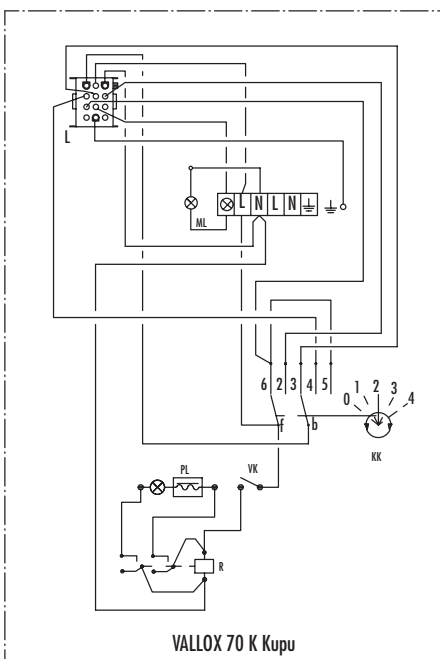 L
ML
L N L N
6 2 3 4 5
0 1 2 3 4
f b
KK
PL VK
R
VALLOX 70 K Kupu